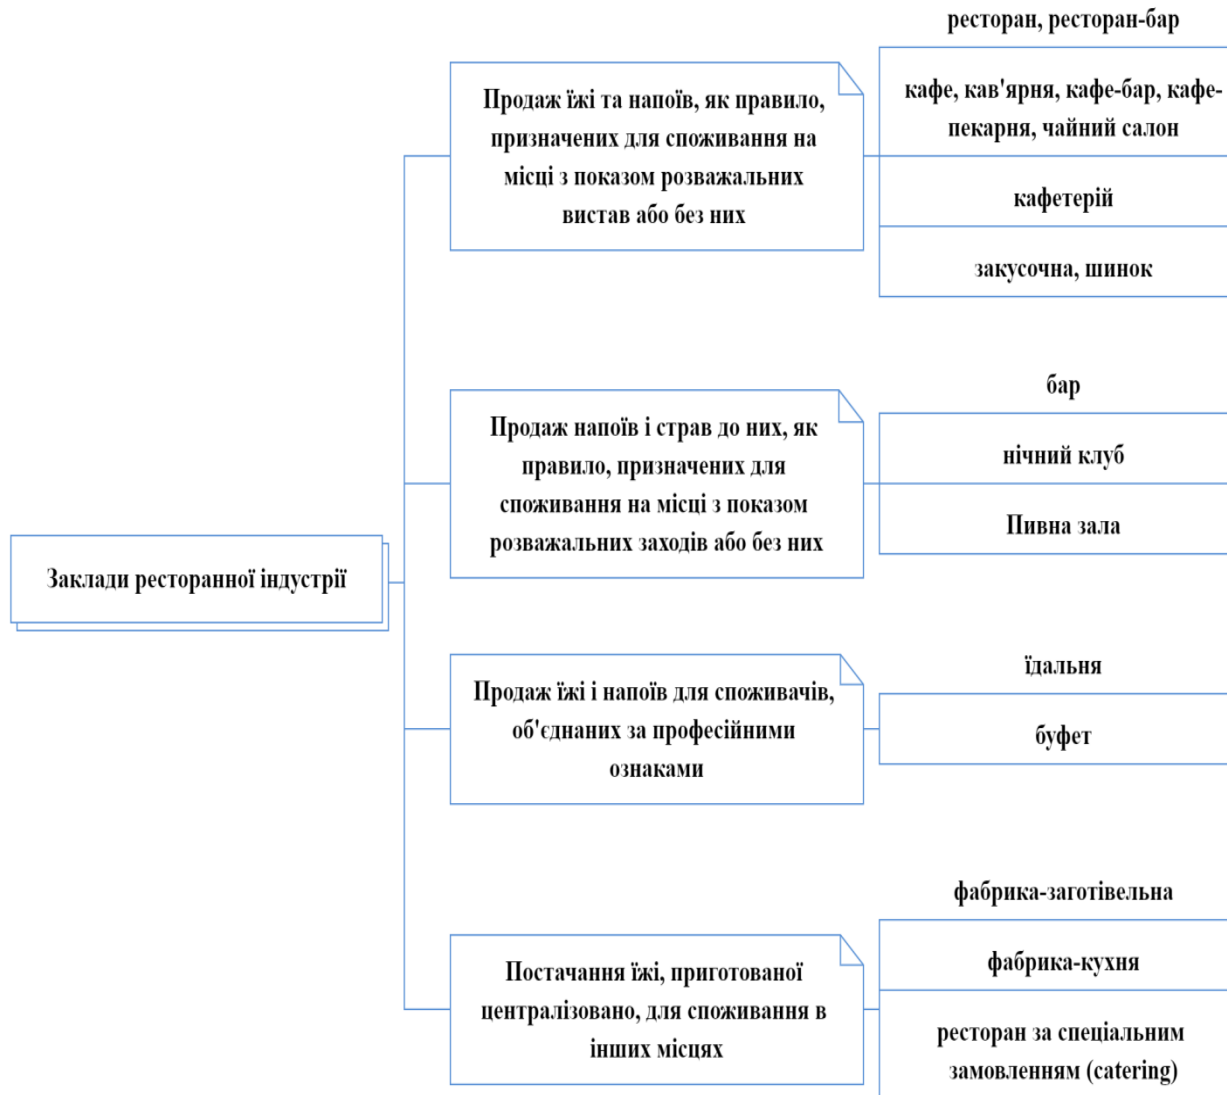 Заклади ресторанної індустрії
Продаж їжі та напоїв, як правило,
призначених для споживання на
місці з показом розважальних
вистав або без них
ресторан, ресторан-бар
кафе, кав'ярня, кафе-бар, кафе-
пекарня, чайний салон
кафетерій
закусочна, шинок
Продаж напоїв і страв до них, як
правило, призначених для
споживання на місці з показом
розважальних заходів або без них
бар
нічний клуб
Пивна зала
Продаж їжі і напоїв для споживачів,
об'єднаних за професійними
ознаками
їдальня
буфет
Постачання їжі, приготованої
централізовано, для споживання в
інших місцях
фабрика-заготівельна
фабрика-кухня
ресторан за спеціальним
замовленням (catering)